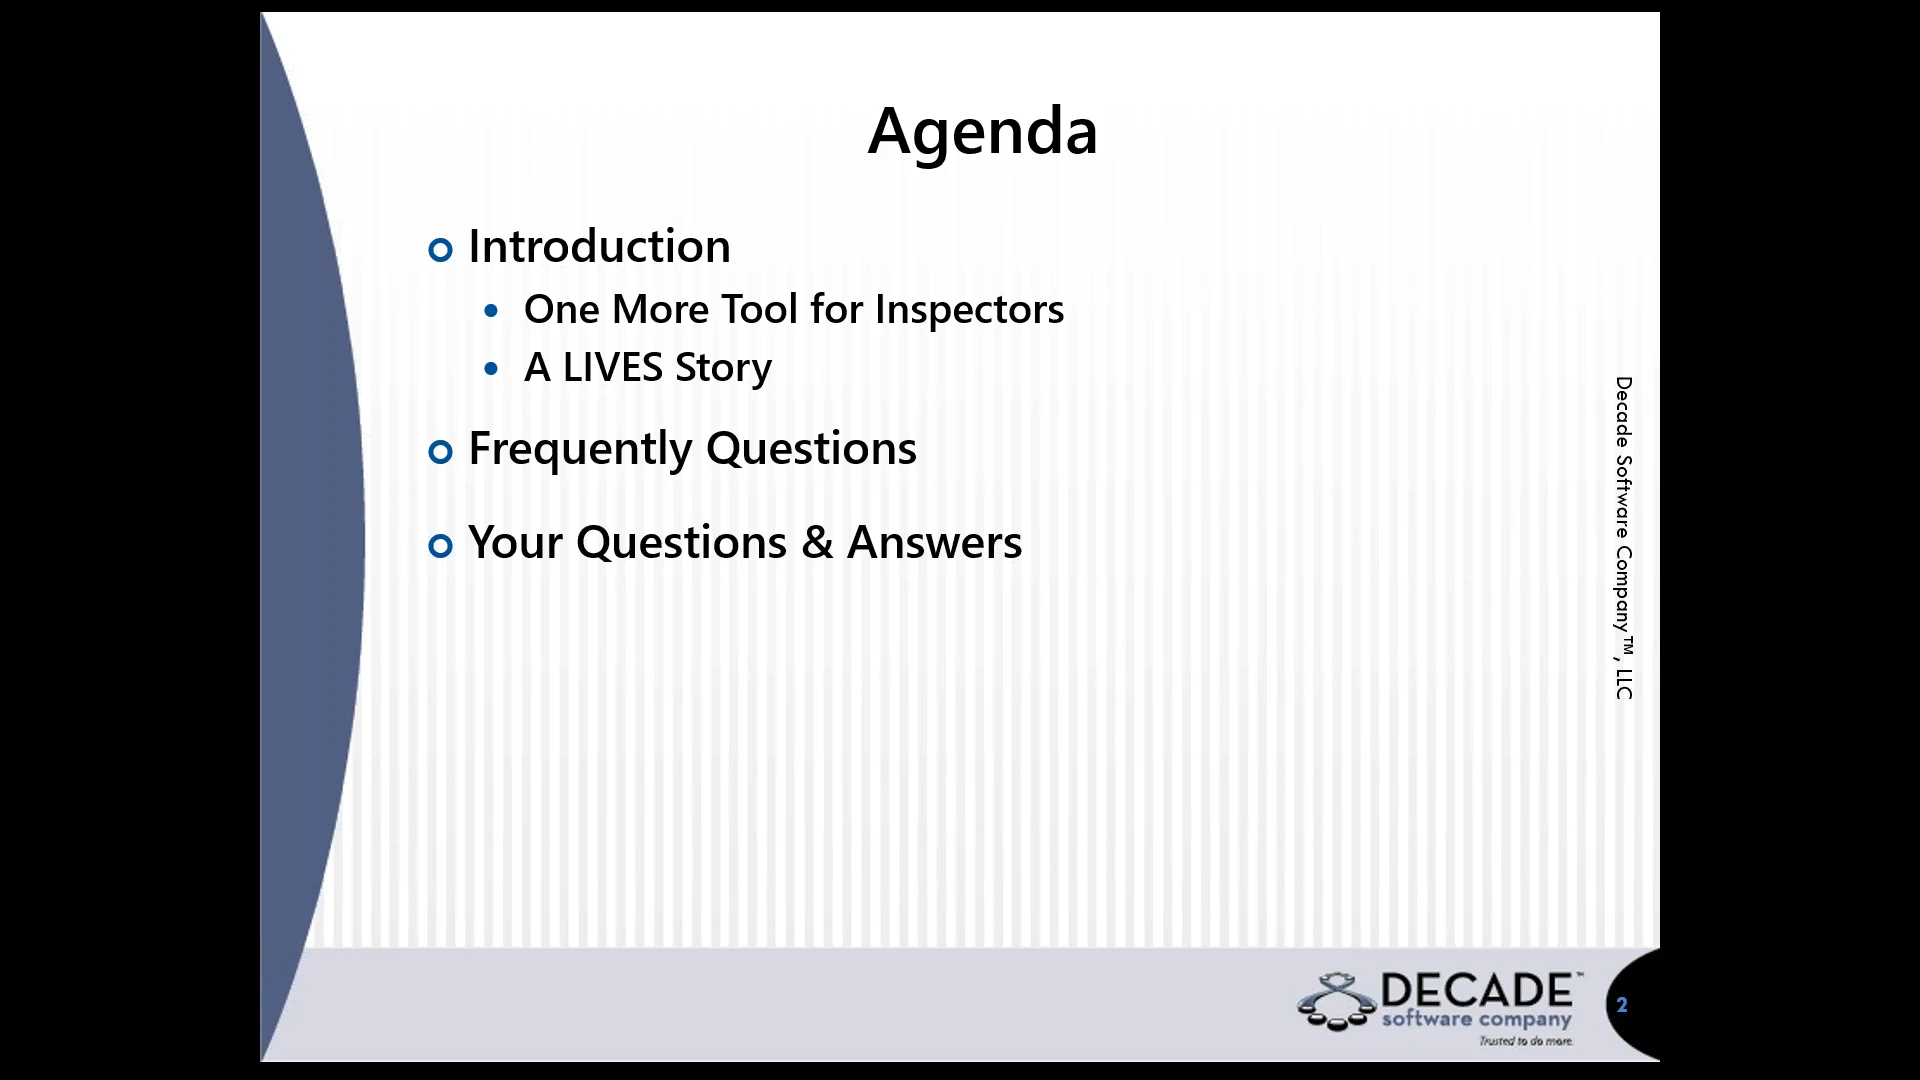 Agenda
Introduction
One More Tool for Inspectors
A LIVES Story
Frequently Questions
Your Questions & Answers
Decade Software Company™, LLC
DECADE™
software company
Trusted to do more.
2